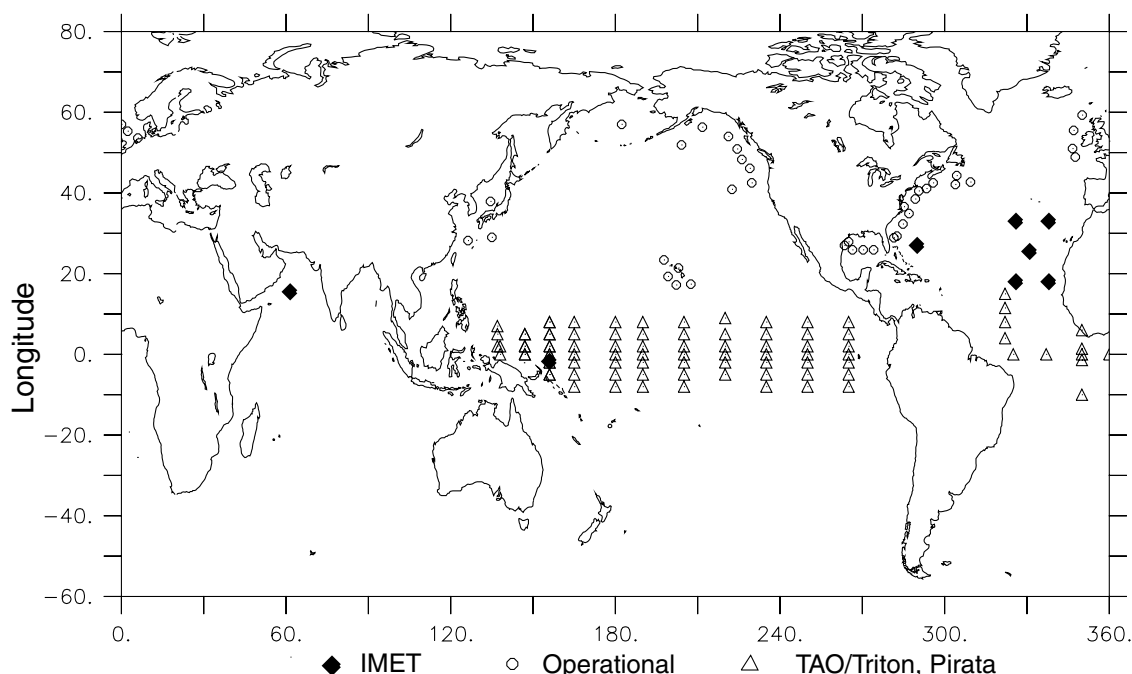 80.
60.
40.
20.
0.
−20.
−40.
−60.
Longitude
0. 60. 120. 180. 240. 300. 360.
IMET Operational TAO/Triton, Pirata